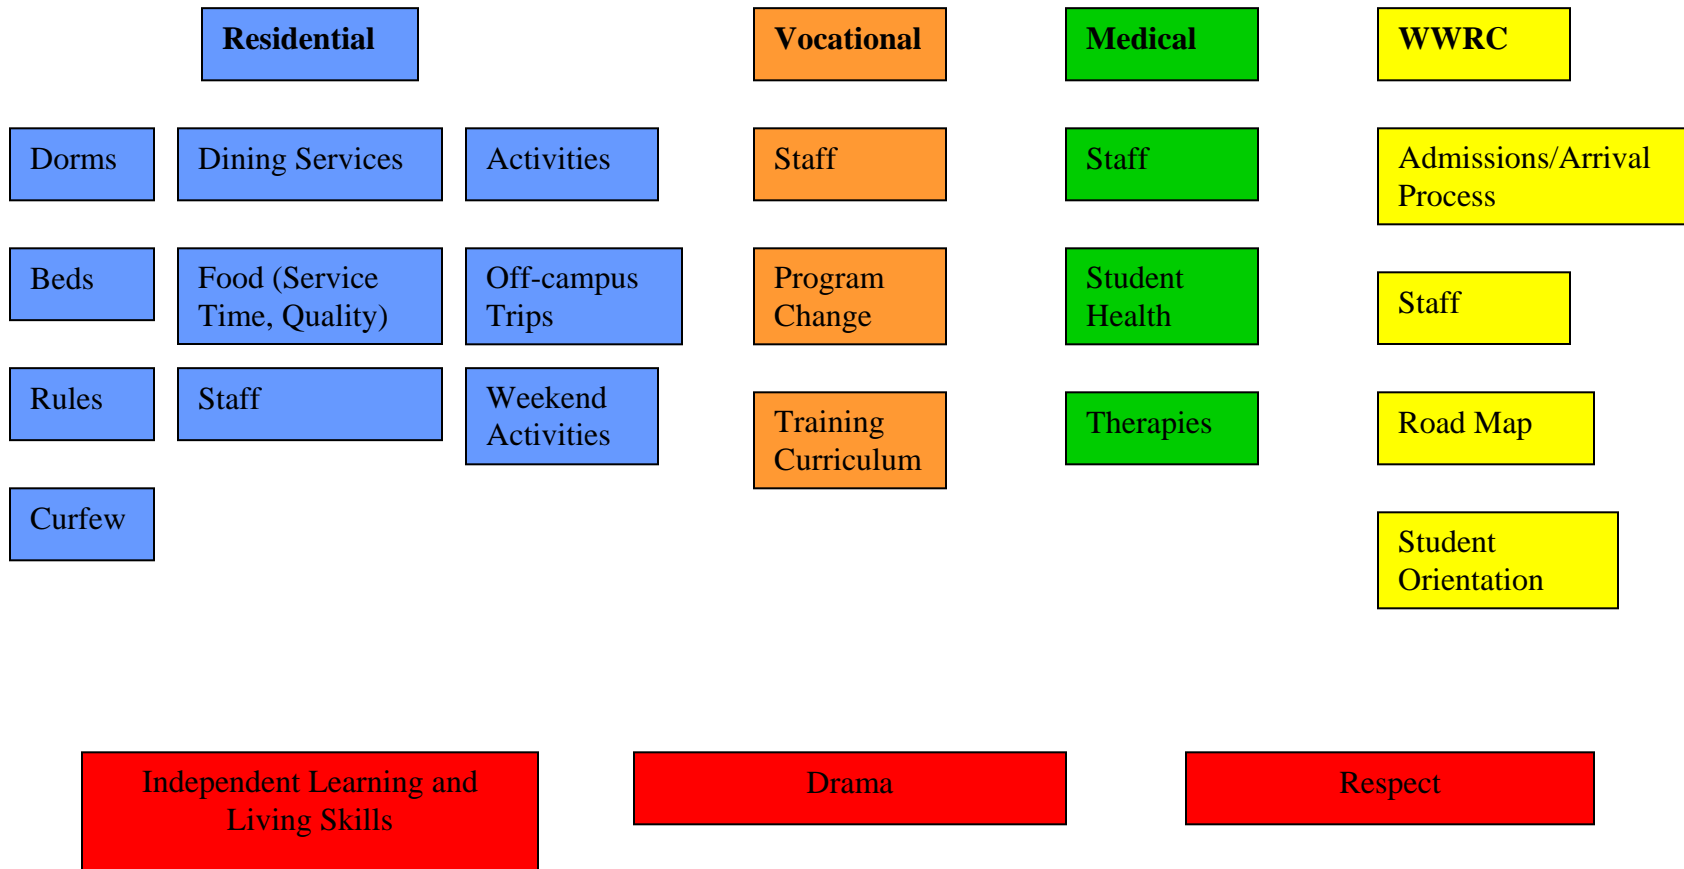 Residential
Vocational
Medical
WWRC
Dorms
Dining Services
Activities
Staff
Staff
Admissions/Arrival
Process
Beds
Food (Service
Time, Quality)
Off-campus
Trips
Program
Change
Student
Health
Staff
Rules
Staff
Weekend
Activities
Training
Curriculum
Therapies
Road Map
Curfew
Student
Orientation
Independent Learning and
Living Skills
Drama
Respect